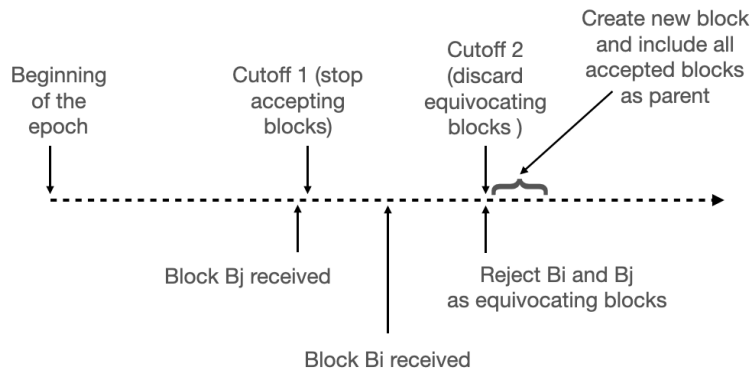 Beginning
of the
epoch
Cutoff 1 (stop
accepting
blocks)
Cutoff 2
(discard
equivocating
blocks )
Create new block
and include all
accepted blocks
as parent
Block Bj received
Block Bi received
Reject Bi and Bj
as equivocating blocks